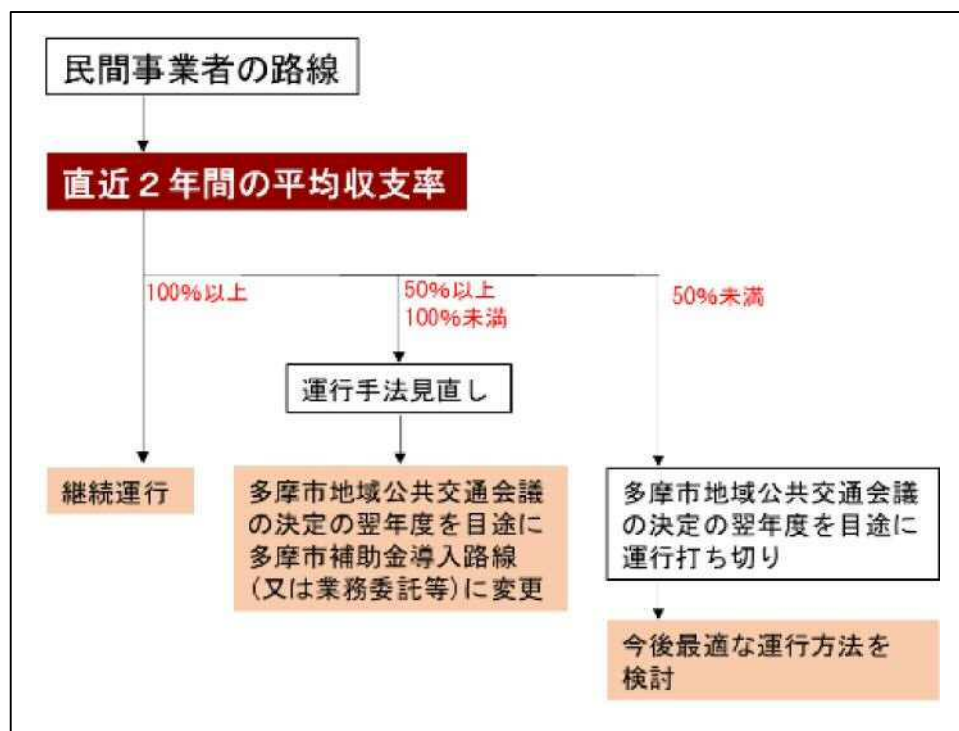 民間事業者の路線
直近２年間の平均収支率
100%以上
50%以上
100%未満
50%未満
運行手法見直し
継続運行
多摩市地域公共交通会議
の決定の翌年度を目途に
多摩市補助金導入路線
(又は業務委託等)に変更
多摩市地域公共交通会議
の決定の翌年度を目途に
運行打ち切り
今後最適な運行方法を
検討